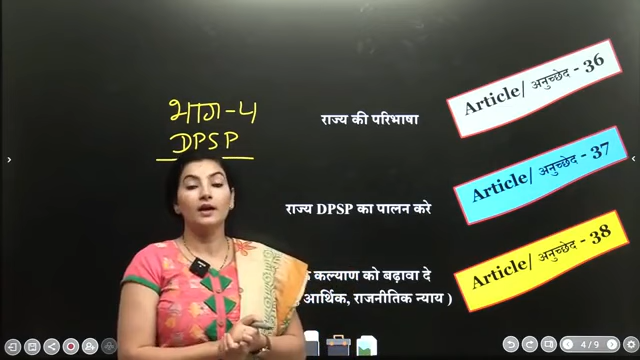 भाग-4
DPSP
राज्य की परिभाषा
Article/ अनुच्छेद - 36
राज्य DPSP का पालन करे
Article/ अनुच्छेद - 37
कल्याण को बढ़ावा दे
आर्थिक, राजनीतिक न्याय )
Article/ अनुच्छेद - 38
4 / 9